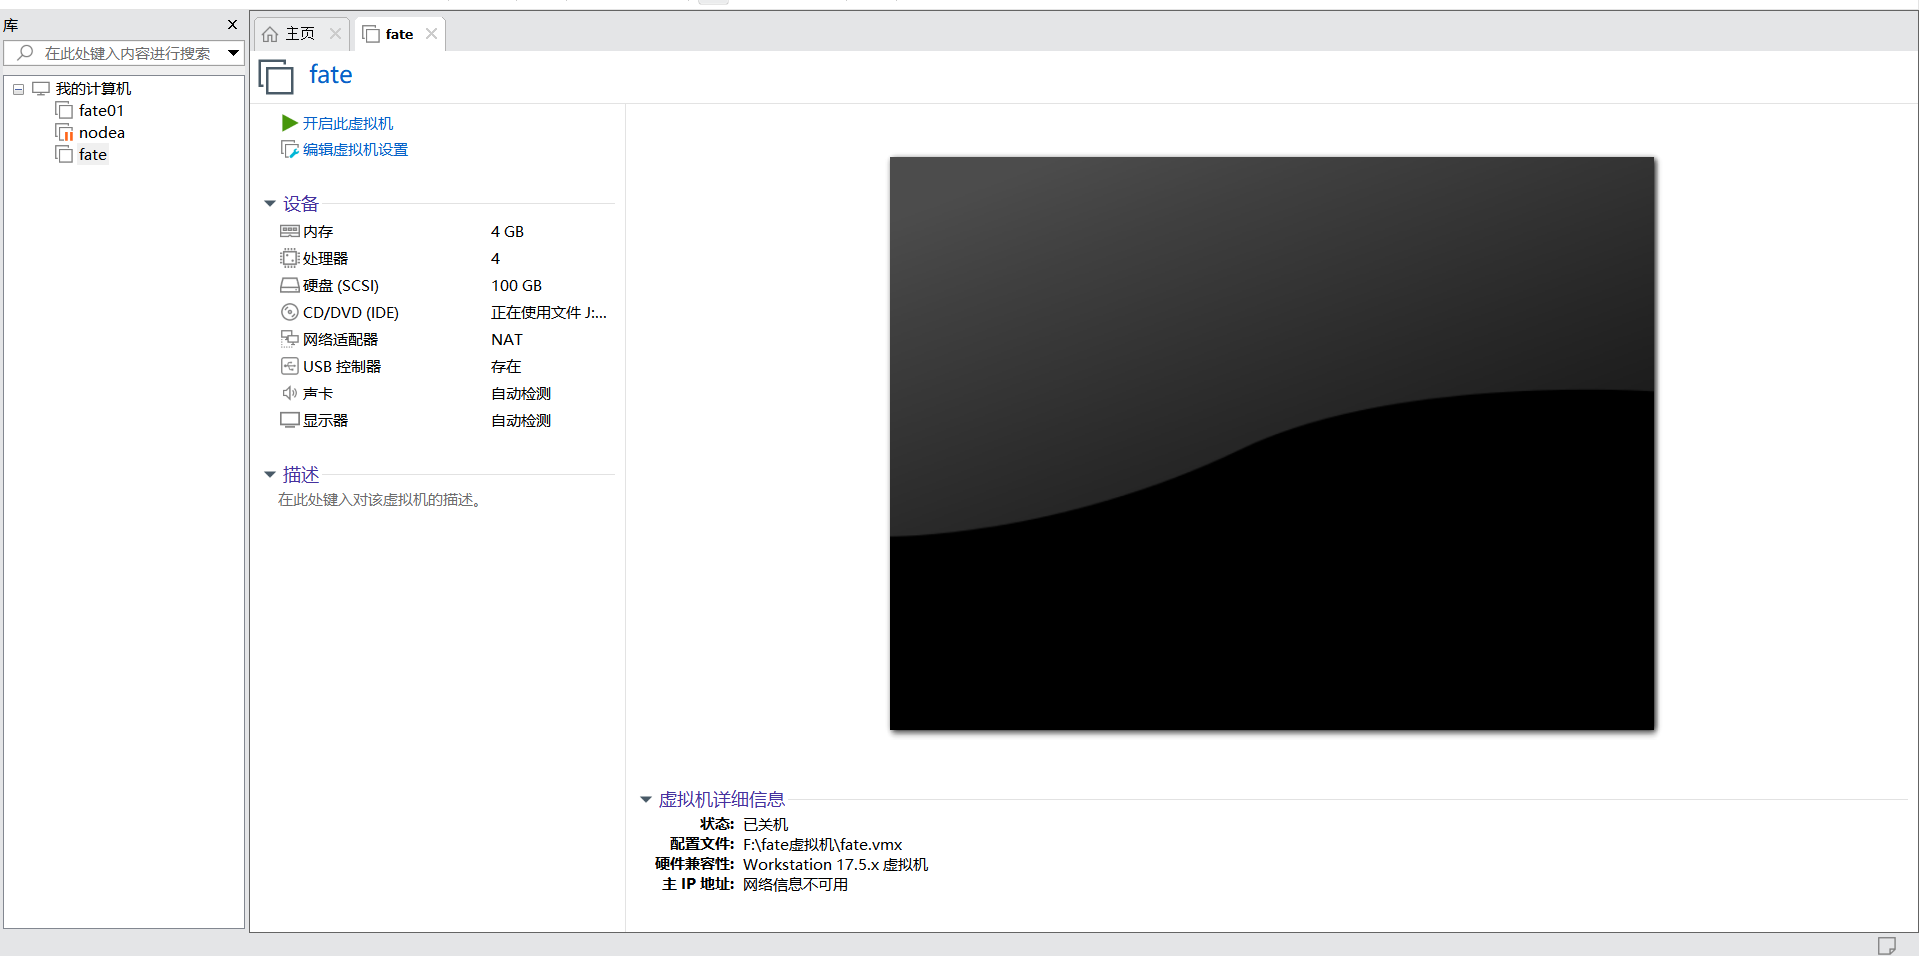 库
在此处键入内容进行搜索
我的计算机
fate01
nodea
fate
主页
fate
fate
开启此虚拟机
编辑虚拟机设置
设备
内存 4 GB
处理器 4
硬盘 (SCSI) 100 GB
CD/DVD (IDE) 正在使用文件 J:...
网络适配器 NAT
USB 控制器 存在
声卡 自动检测
显示器 自动检测
描述
在此处键入对该虚拟机的描述。
虚拟机详细信息
状态: 已关机
配置文件: F:\fate虚拟机\fate.vmx
硬件兼容性: Workstation 17.5.x 虚拟机
主 IP 地址: 网络信息不可用